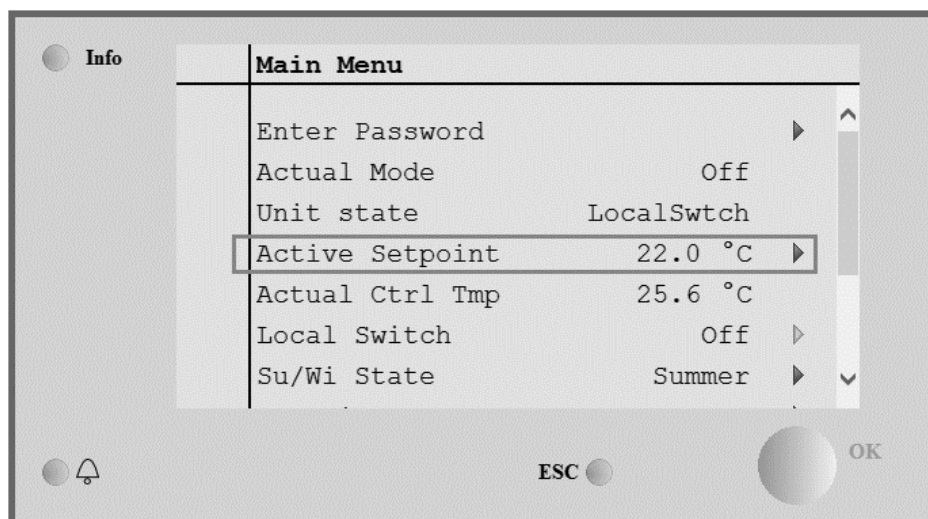 Info
Main Menu
Enter Password
Actual Mode Off
Unit state LocalSwtch
Active Setpoint 22.0 °C
Actual Ctrl Tmp 25.6 °C
Local Switch Off
Su/Wi State Summer
ESC
OK